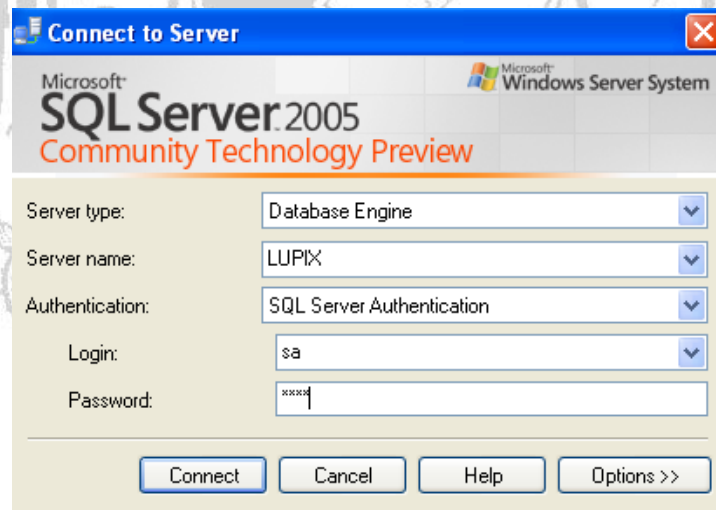 Connect to Server
Microsoft
SQL Server 2005
Community Technology Preview
Microsoft
Windows Server System
Server type: Database Engine
Server name: LUPIX
Authentication: SQL Server Authentication
Login: sa
Password: ****
Connect Cancel Help Options >>